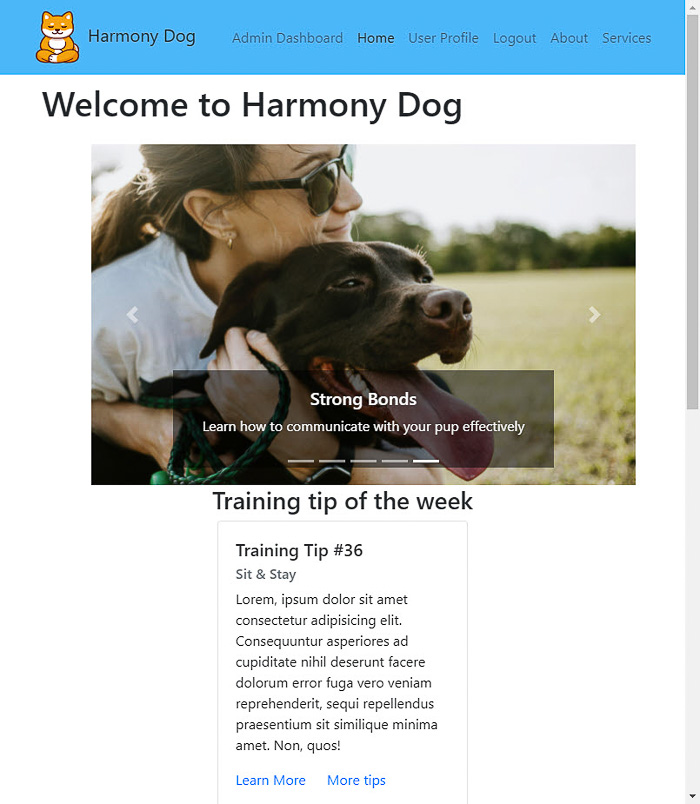 Harmony Dog
Admin Dashboard Home User Profile Logout About Services
Welcome to Harmony Dog
Strong Bonds
Learn how to communicate with your pup effectively
Training tip of the week
Training Tip #36
Sit & Stay
Lorem, ipsum dolor sit amet
consectetur adipisicing elit.
Consequuntur asperiores ad
cupiditate nihil deserunt facere
dolorum error fuga vero veniam
reprehenderit, sequi repellendus
praesentium sit similique minima
amet. Non, quos!
Learn More More tips